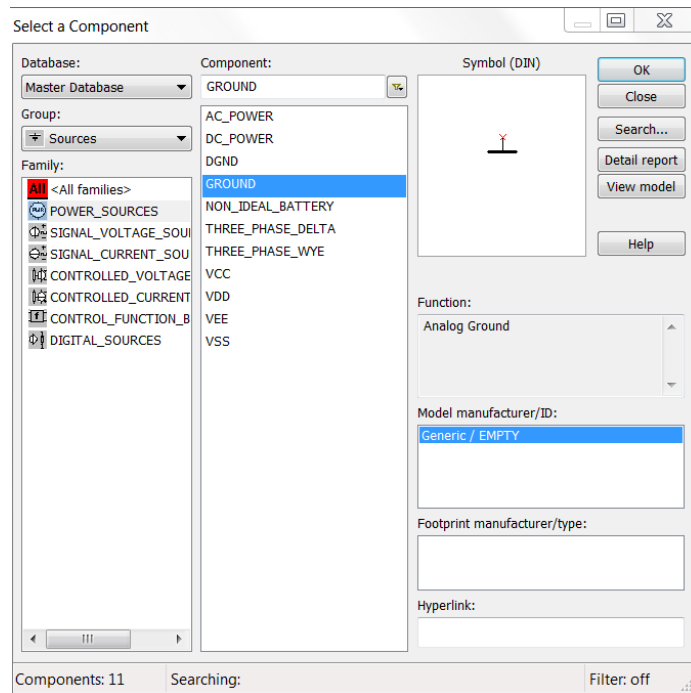 Select a Component
Database:
Master Database
Group:
Sources
Family:
All <All families>
POWER_SOURCES
SIGNAL_VOLTAGE_SOU
SIGNAL_CURRENT_SOU
CONTROLLED_VOLTAGE
CONTROLLED_CURRENT
CONTROL_FUNCTION_B
DIGITAL_SOURCES
Component:
GROUND
AC_POWER
DC_POWER
DGND
GROUND
NON_IDEAL_BATTERY
THREE_PHASE_DELTA
THREE_PHASE_WYE
VCC
VDD
VEE
VSS
Symbol (DIN)
OK
Close
Search...
Detail report
View model
Help
Function:
Analog Ground
Model manufacturer/ID:
Generic / EMPTY
Footprint manufacturer/type:
Hyperlink:
Components: 11
Searching:
Filter: off